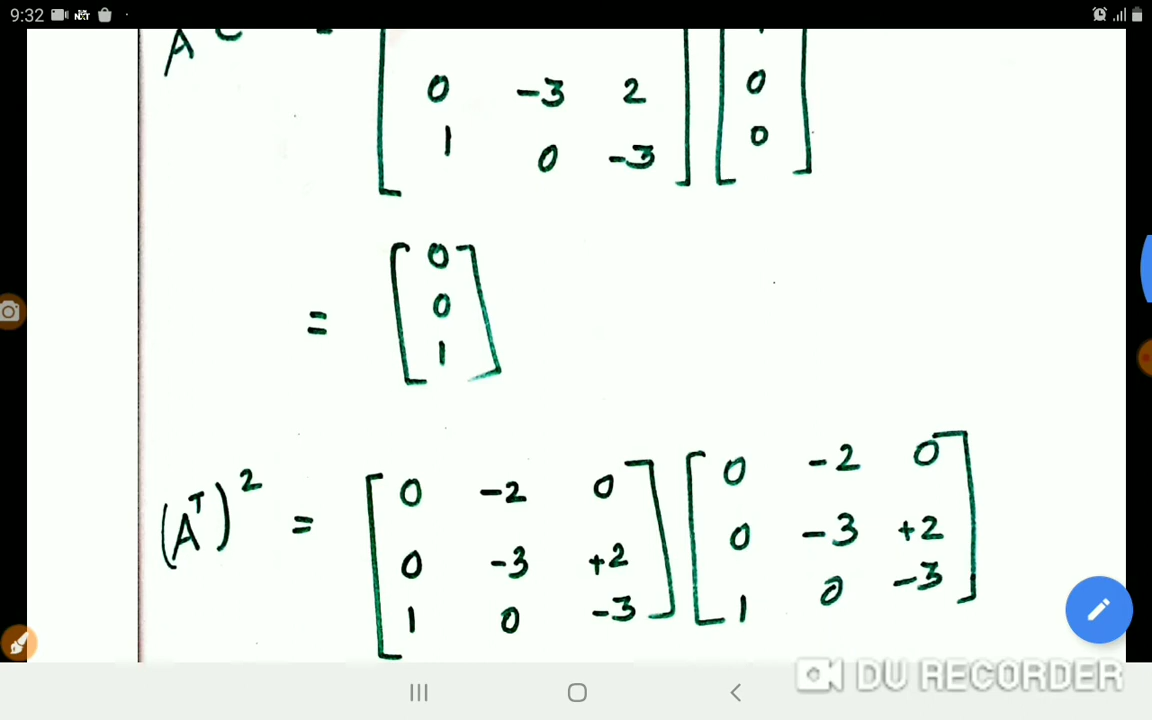 9:32
A C =
0 -3 2 0
1 0 -3 0
= 0
0
1
(A^T)^2 = 0 -2 0 0 -2 0
0 -3 +2 0 -3 +2
1 0 -3 1 0 -3
DU RECORDER